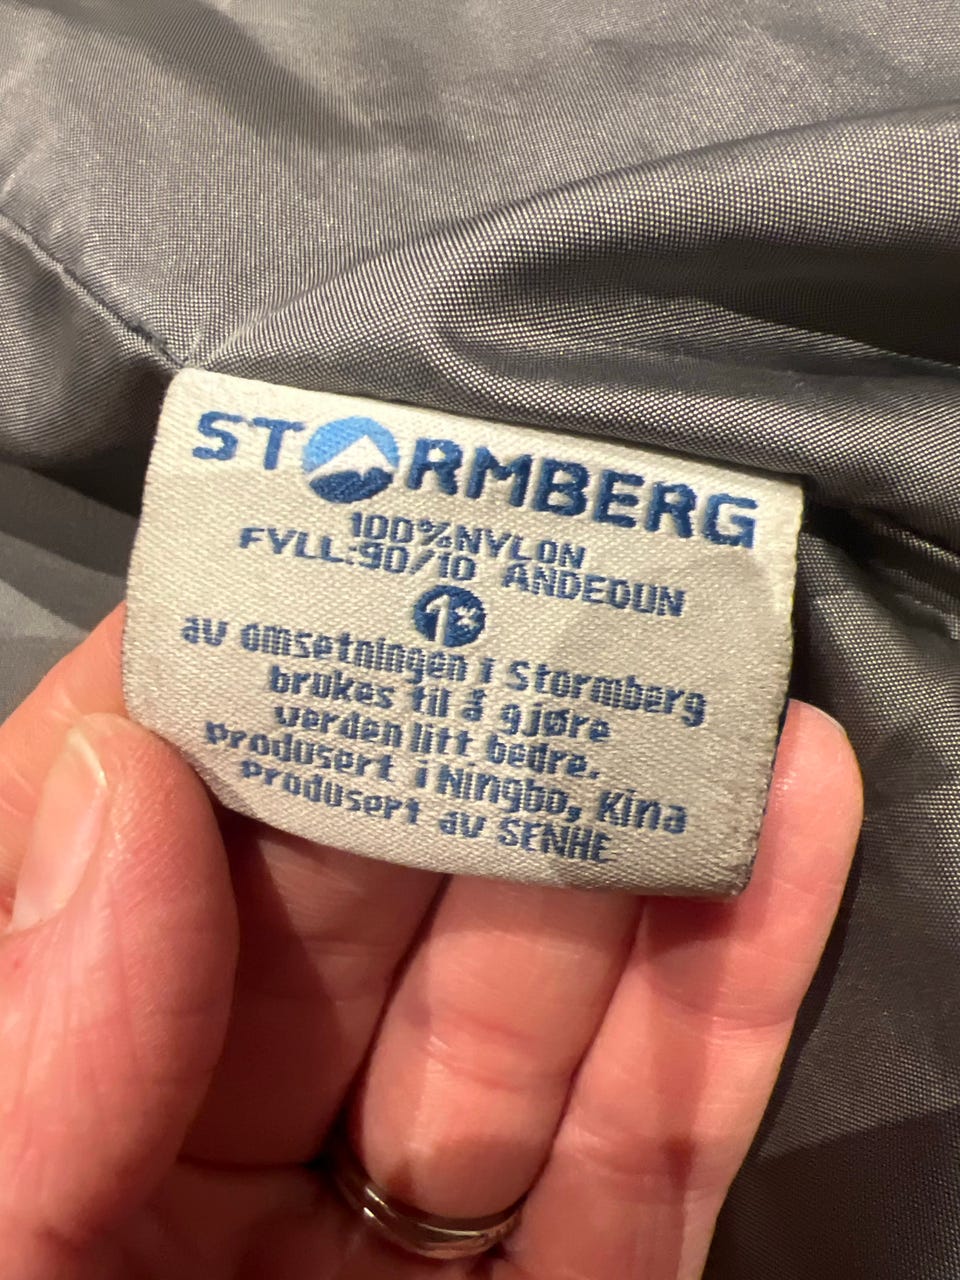 STORMBERG
100%NYLON
FYLL:90/10 ANDEDUN
1%
av omsetningen i Stormberg
brukes til å gjøre
verden litt bedre.
produsert i Ningbo, Kina
produsert av SENHE